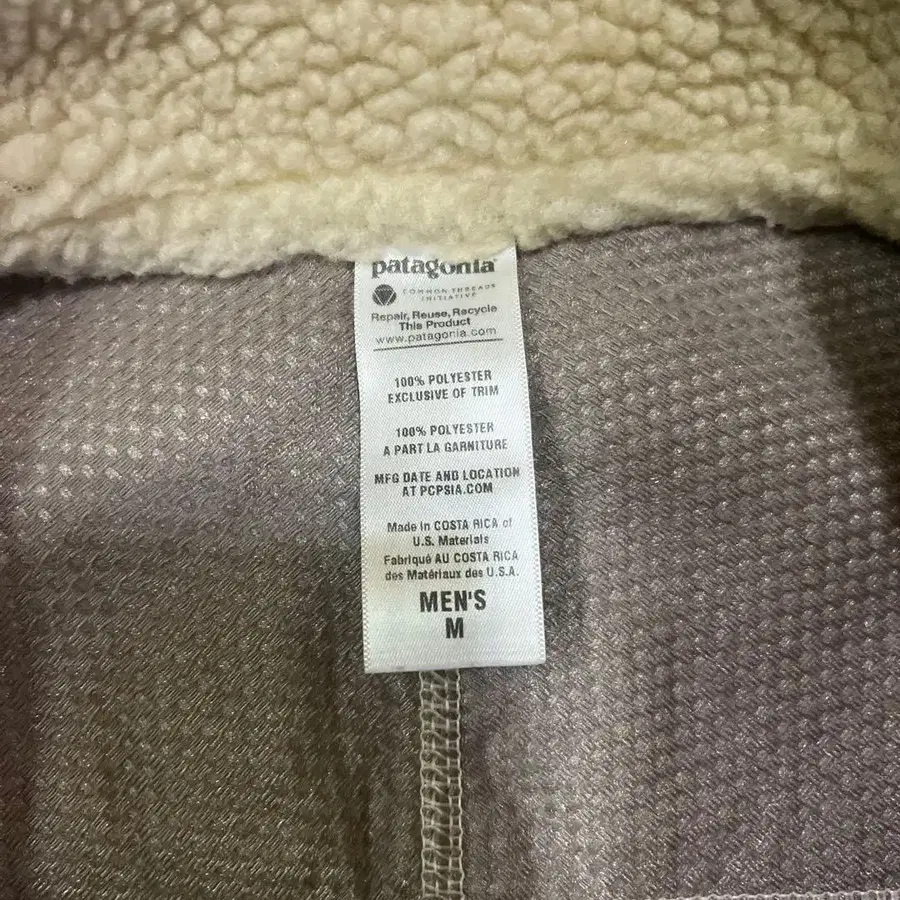 patagonia®
COMMON THREADS
INITIATIVE
Repair, Reuse, Recycle
This Product
www.patagonia.com
100% POLYESTER
EXCLUSIVE OF TRIM
100% POLYESTER
A PART LA GARNITURE
MFG DATE AND LOCATION
AT PCPSIA.COM
Made in COSTA RICA of
U.S. Materials
Fabriqué AU COSTA RICA
des Matériaux des U.S.A.
MEN'S
M